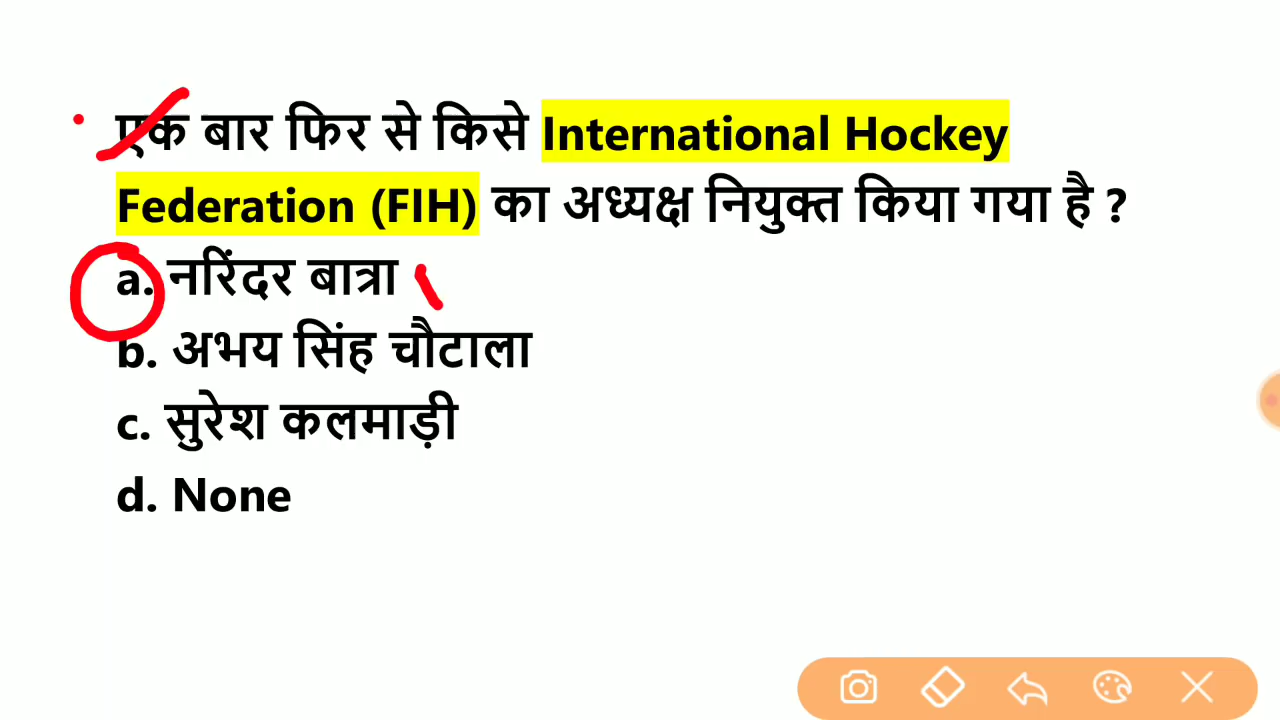 एक बार फिर से किसे International Hockey
Federation (FIH) का अध्यक्ष नियुक्त किया गया है ?
a. नरिंदर बात्रा
b. अभय सिंह चौटाला
c. सुरेश कलमाड़ी
d. None